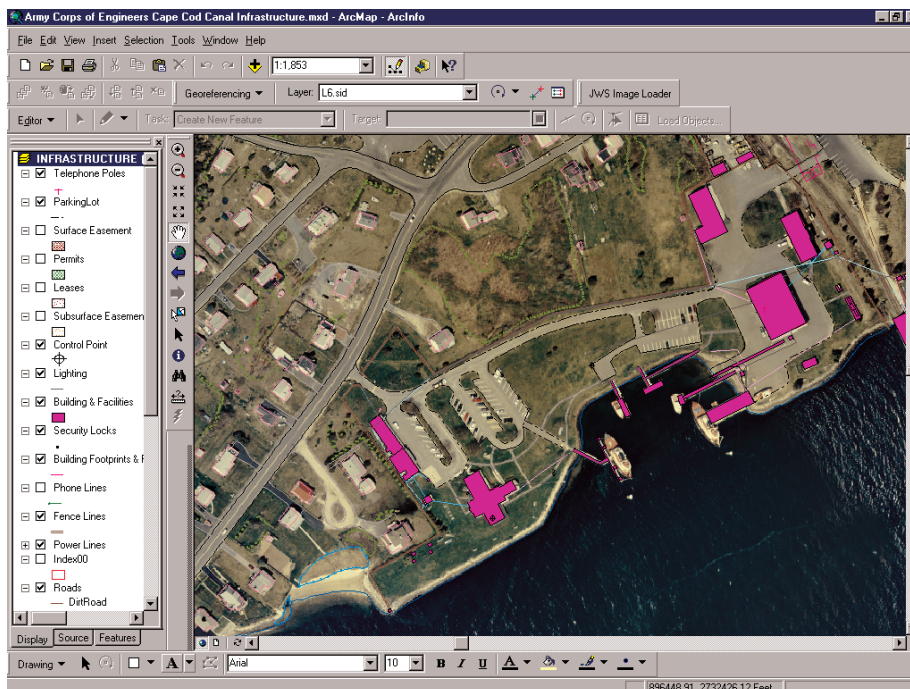 Army Corps of Engineers Cape Cod Canal Infrastructure.mxd - ArcMap - ArcInfo
File Edit View Insert Selection Tools Window Help
1:1,853
Georeferencing Layer: L6.sid JWS Image Loader
Editor Task: Create New Feature Target: Load Objects...
INFRASTRUCTURE
Telephone Poles
ParkingLot
Surface Easement
Permits
Leases
Subsurface Easemen
Control Point
Lighting
Building & Facilities
Security Locks
Building Footprints & F
Phone Lines
Fence Lines
Power Lines
Index00
Roads
DirtRoad
Display Source Features
Drawing A Arial 10 B I U A
896448.91 2732426.12 Feet